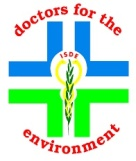 doctors for the
ISDE
environment